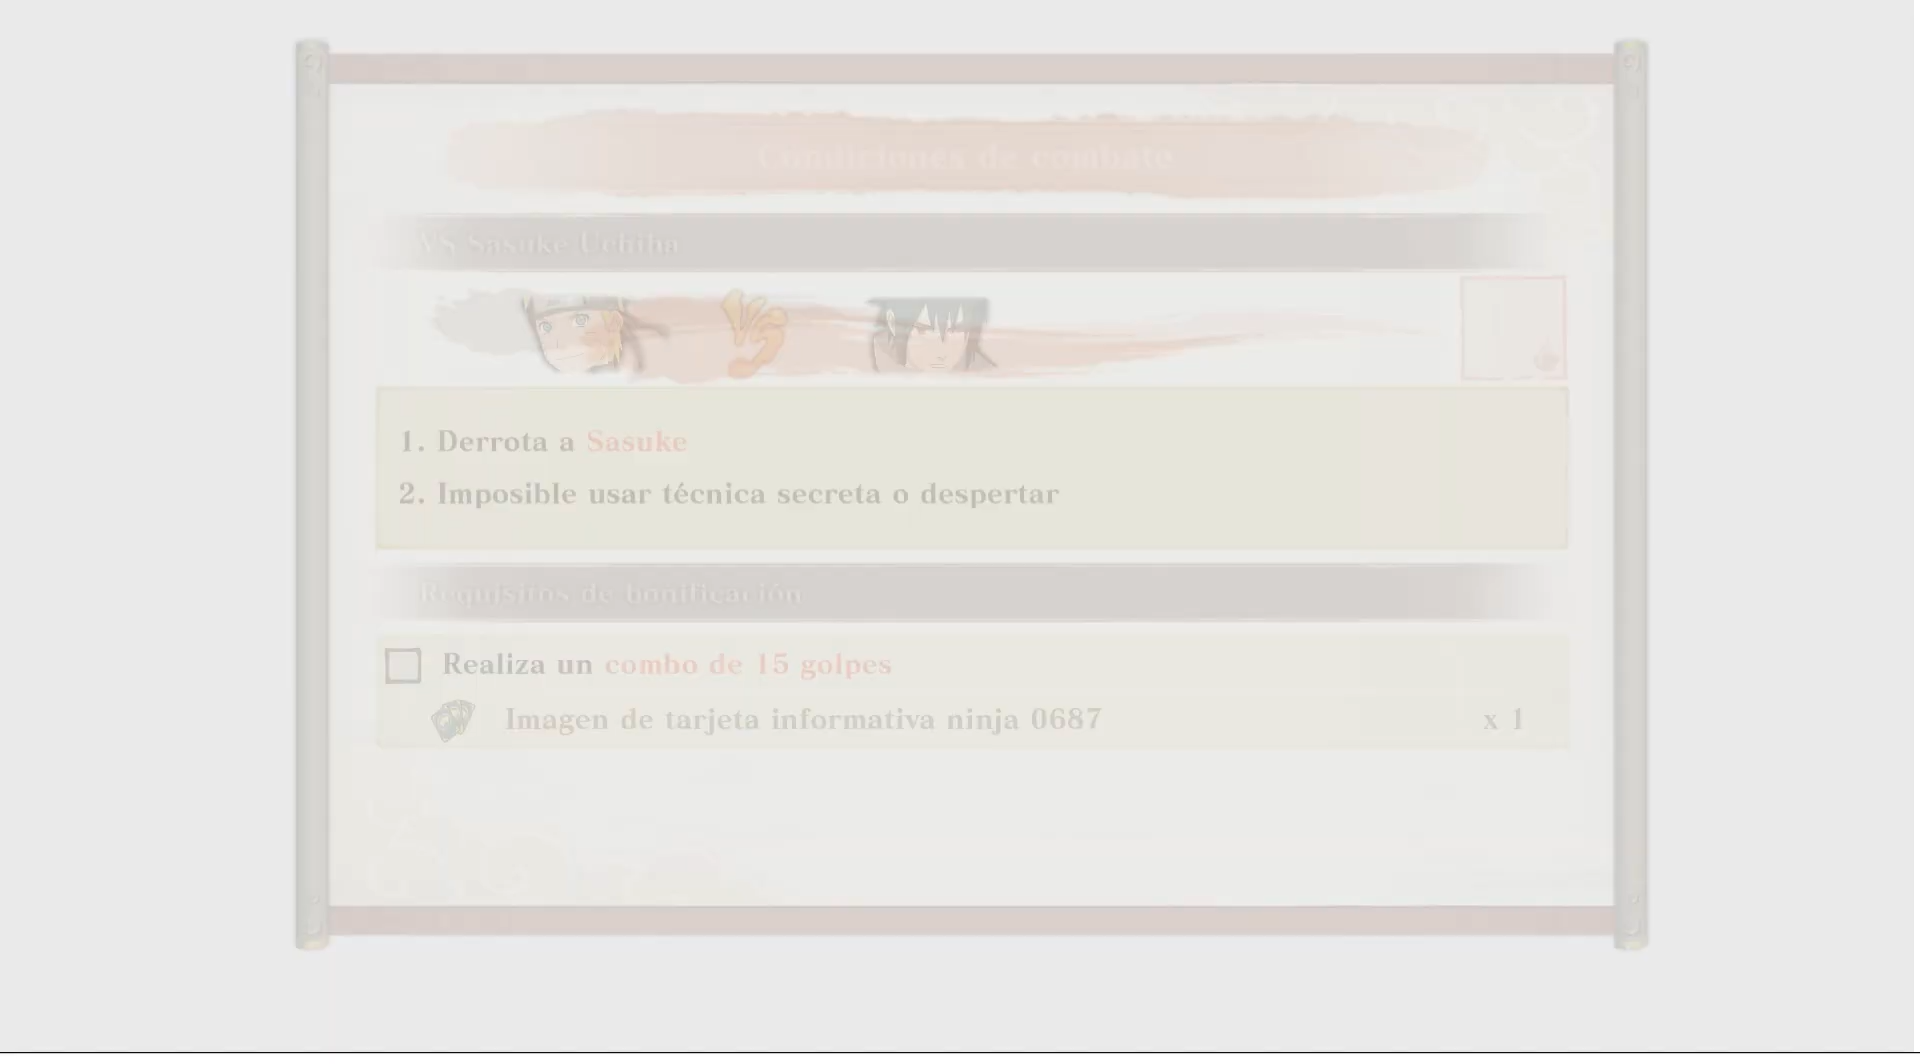 Condiciones de combate
VS Sasuke Uchiha
VS
1. Derrota a Sasuke
2. Imposible usar técnica secreta o despertar
Requisitos de bonificación
Realiza un combo de 15 golpes
Imagen de tarjeta informativa ninja 0687 x 1